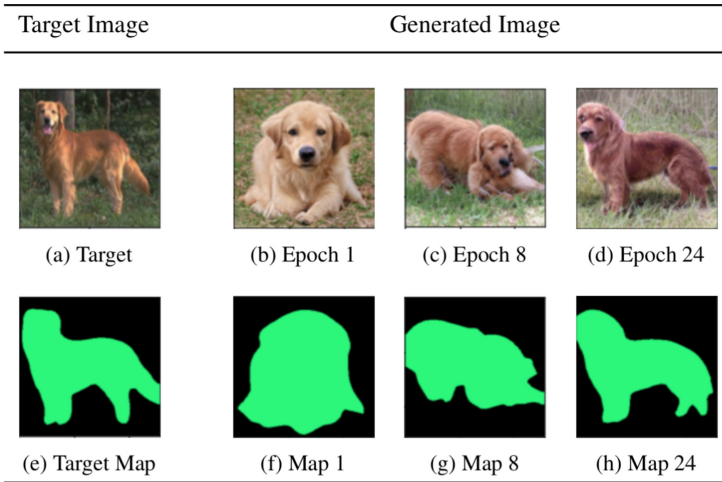 Target Image Generated Image
(a) Target (b) Epoch 1 (c) Epoch 8 (d) Epoch 24
(e) Target Map (f) Map 1 (g) Map 8 (h) Map 24